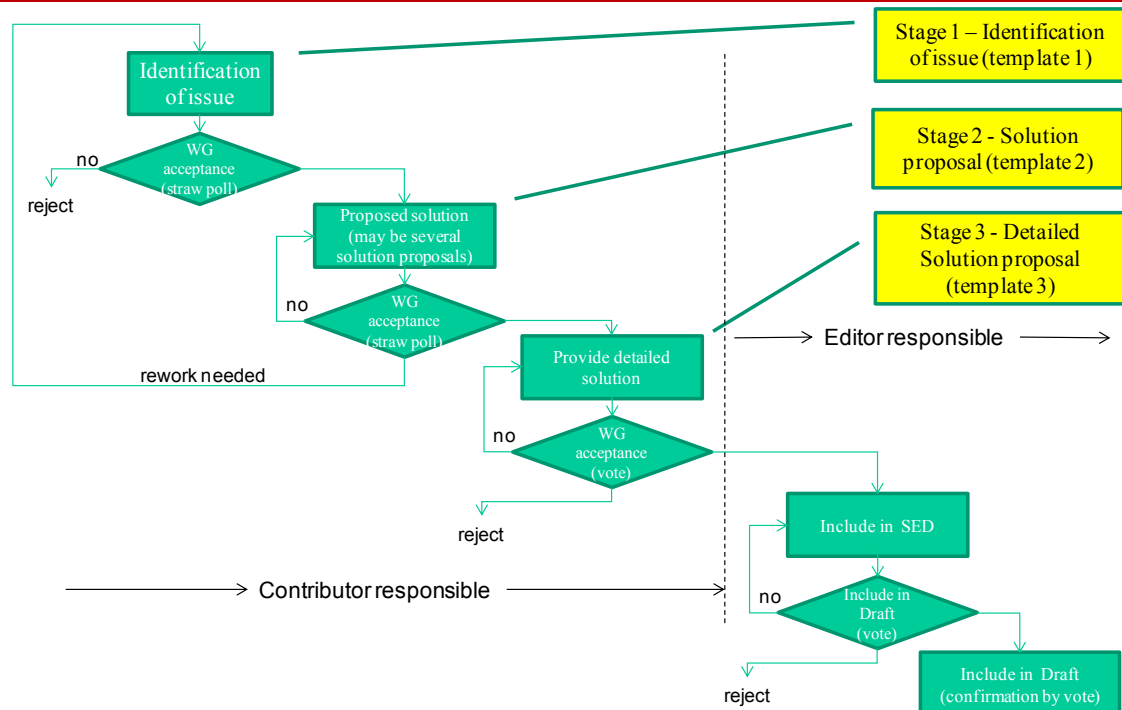 Stage 1 – Identification
of issue (template 1)
Identification
of issue
Stage 2 - Solution
proposal (template 2)
no
WG
acceptance
(straw poll)
reject
Proposed solution
(may be several
solution proposals)
Stage 3 - Detailed
Solution proposal
(template 3)
no
WG
acceptance
(straw poll)
Editor responsible
Provide detailed
solution
rework needed
no
WG
acceptance
(vote)
reject
Include in SED
Contributor responsible
no
Include in
Draft
(vote)
reject
Include in Draft
(confirmation by vote)